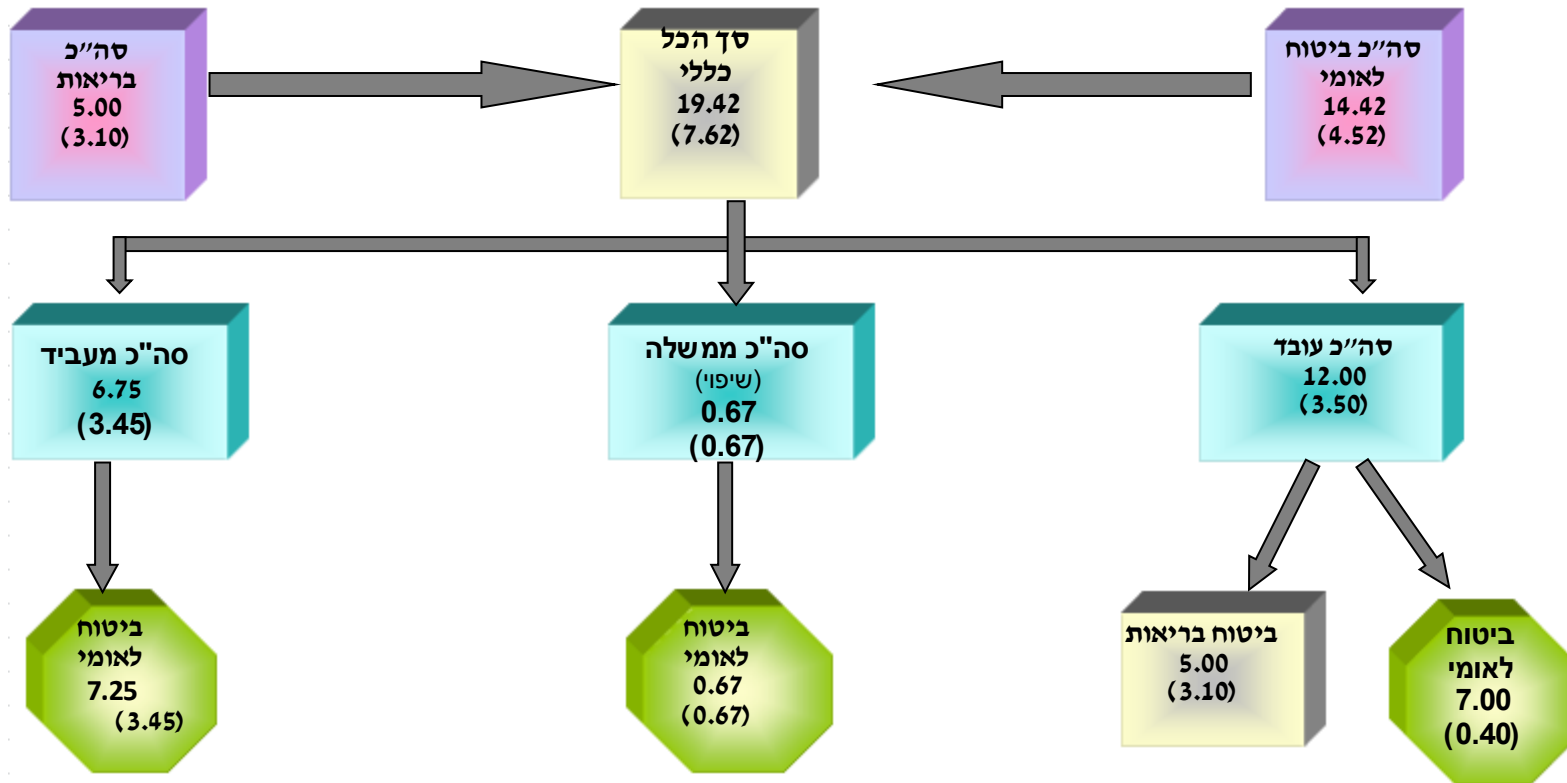 סה״כ ביטוח
לאומי
14.42
(4.52)
סך הכל
כללי
19.42
(7.62)
סה״כ
בריאות
5.00
(3.10)
סה״כ עובד
12.00
(3.50)
סה"כ ממשלה
(שיפוי)
0.67
(0.67)
סה"כ מעביד
6.75
(3.45)
ביטוח
לאומי
7.00
(0.40)
ביטוח בריאות
5.00
(3.10)
ביטוח
לאומי
0.67
(0.67)
ביטוח
לאומי
7.25
(3.45)